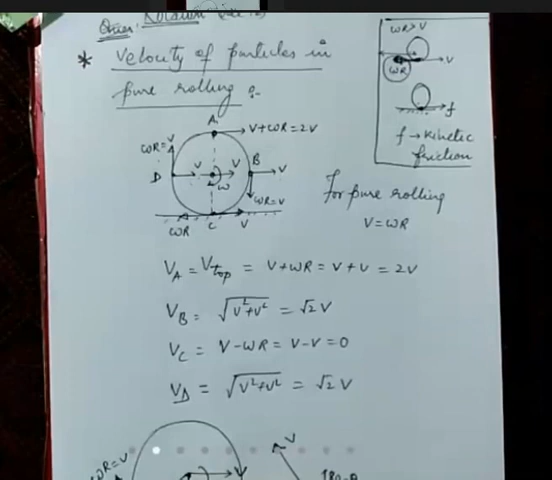 * Velocity of particles in
pure rolling :-
A
V+ωR=2V
ωR=V
D
V
V
B
V
ω
ωR=V
C
ωR
V
For pure rolling
V=ωR
ωR>V
V
ωR
f
f→kinetic
friction
V_A = V_top = V+ωR = V+V = 2V
V_B = √(V²+V²) = √2 V
V_C = V-ωR = V-V=0
V_D = √(V²+V²) = √2 V
ωR=V
V
180-θ